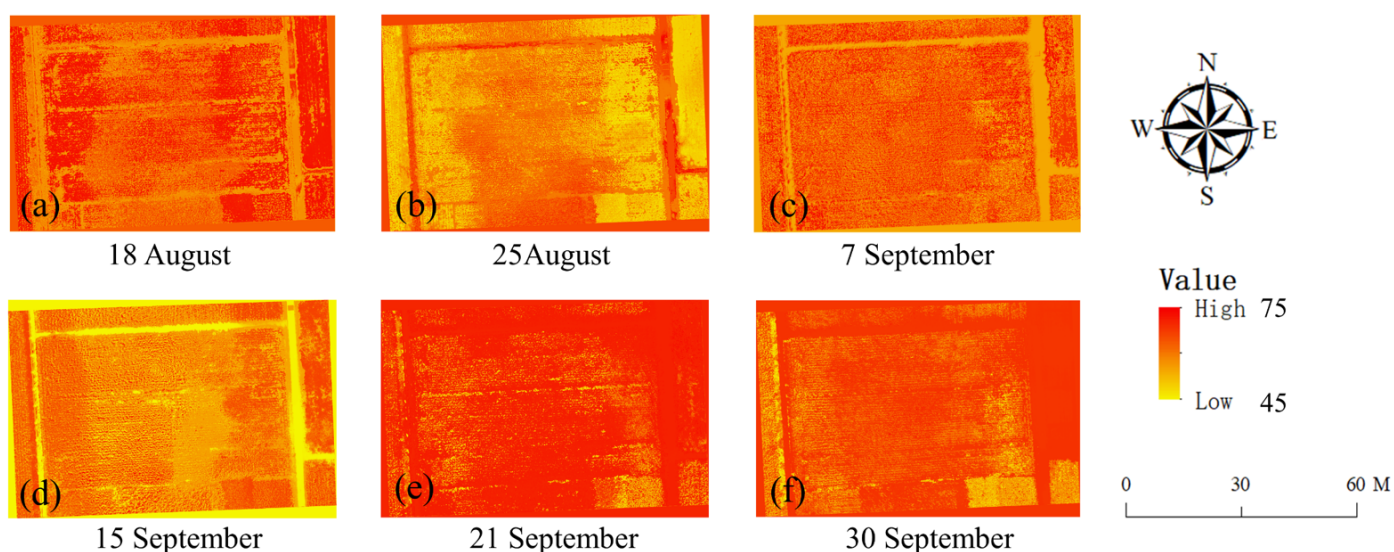 (a)
(b)
(c)
18 August
25August
7 September
N
W
E
S
Value
High 75
Low 45
(d)
(e)
(f)
15 September
21 September
30 September
0
30
60 M